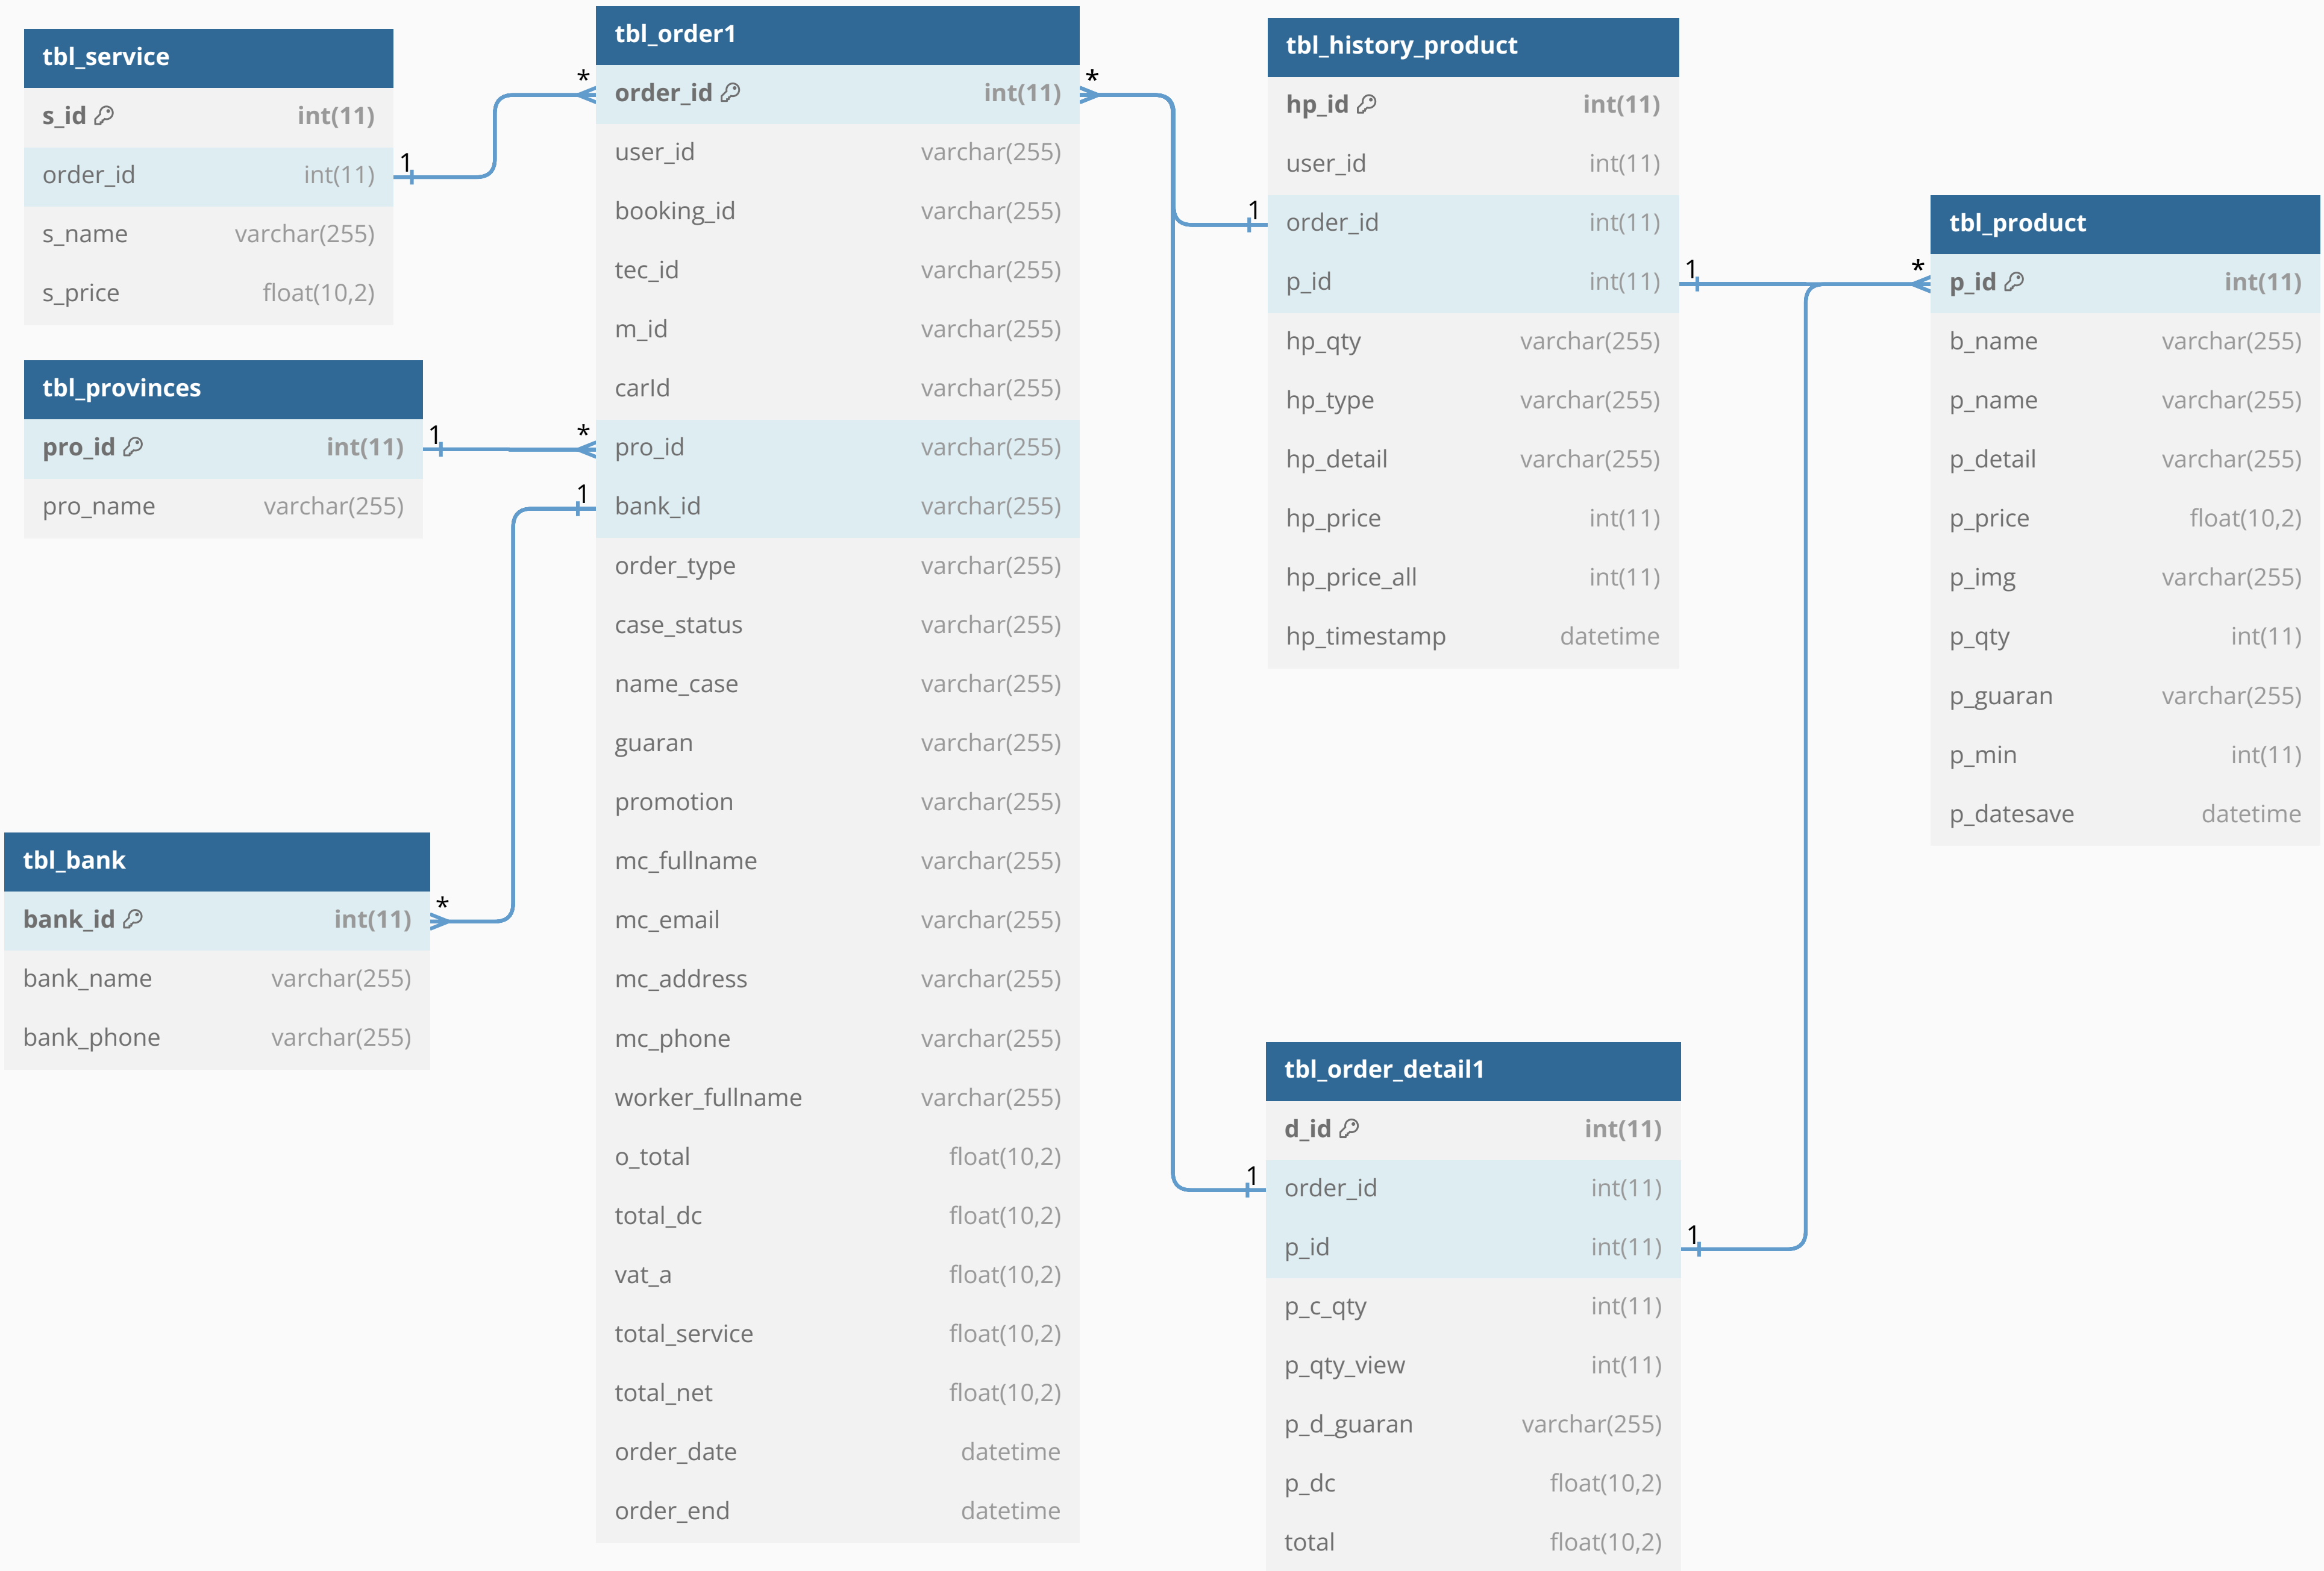 tbl_service
s_id int(11)
order_id int(11)
s_name varchar(255)
s_price float(10,2)
1
*
tbl_provinces
pro_id int(11)
pro_name varchar(255)
1
*
tbl_bank
bank_id int(11)
bank_name varchar(255)
bank_phone varchar(255)
*
1
tbl_order1
order_id int(11)
user_id varchar(255)
booking_id varchar(255)
tec_id varchar(255)
m_id varchar(255)
carId varchar(255)
pro_id varchar(255)
bank_id varchar(255)
order_type varchar(255)
case_status varchar(255)
name_case varchar(255)
guaran varchar(255)
promotion varchar(255)
mc_fullname varchar(255)
mc_email varchar(255)
mc_address varchar(255)
mc_phone varchar(255)
worker_fullname varchar(255)
o_total float(10,2)
total_dc float(10,2)
vat_a float(10,2)
total_service float(10,2)
total_net float(10,2)
order_date datetime
order_end datetime
*
1
1
tbl_history_product
hp_id int(11)
user_id int(11)
order_id int(11)
p_id int(11)
hp_qty varchar(255)
hp_type varchar(255)
hp_detail varchar(255)
hp_price int(11)
hp_price_all int(11)
hp_timestamp datetime
1
*
tbl_order_detail1
d_id int(11)
order_id int(11)
p_id int(11)
p_c_qty int(11)
p_qty_view int(11)
p_d_guaran varchar(255)
p_dc float(10,2)
total float(10,2)
1
tbl_product
p_id int(11)
b_name varchar(255)
p_name varchar(255)
p_detail varchar(255)
p_price float(10,2)
p_img varchar(255)
p_qty int(11)
p_guaran varchar(255)
p_min int(11)
p_datesave datetime